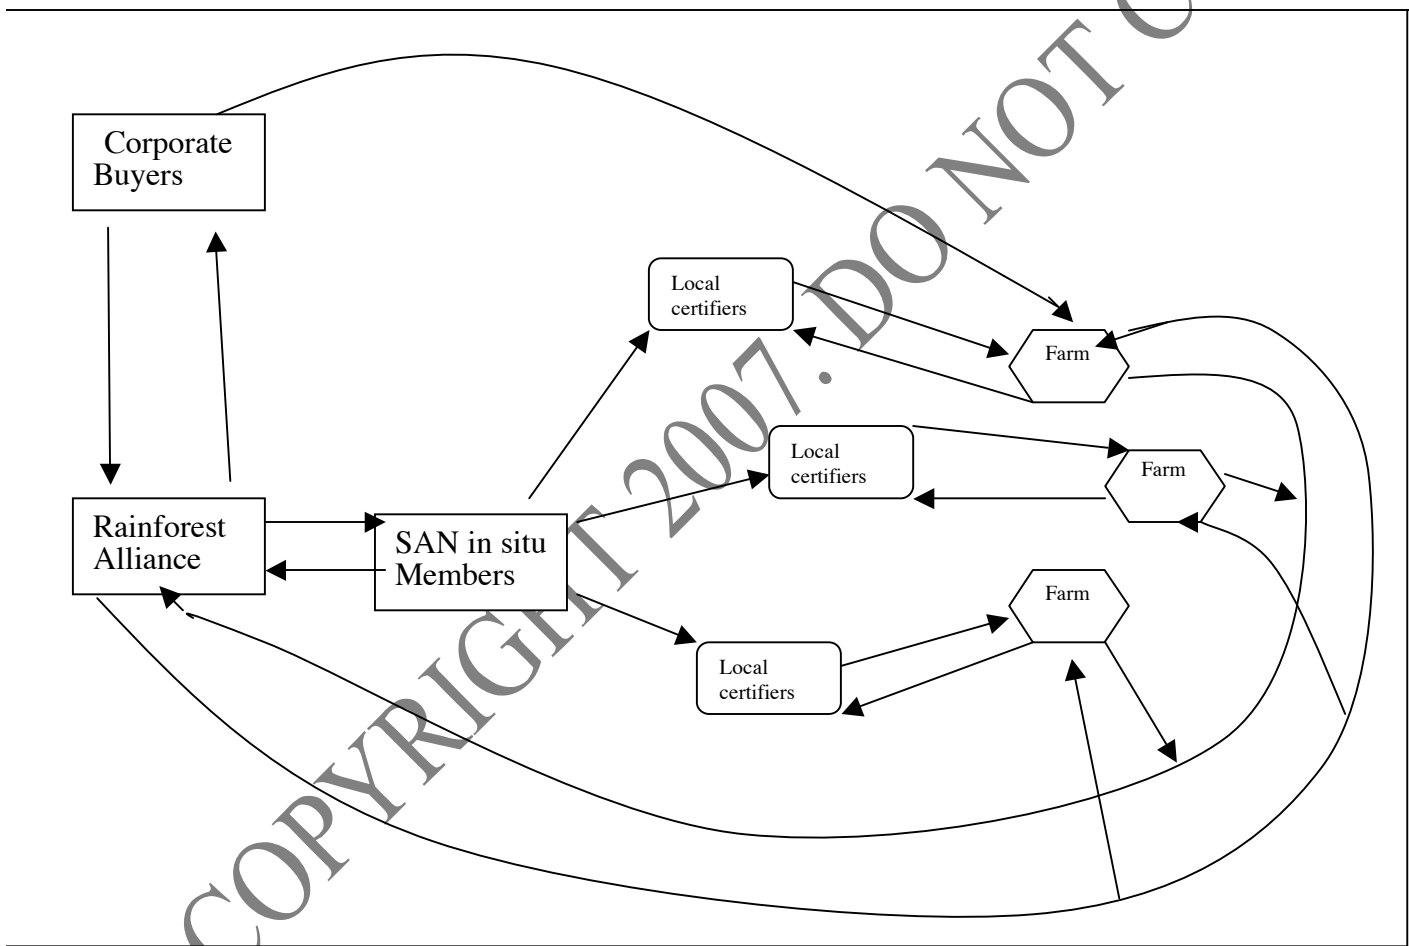 Corporate
Buyers
Local
certifiers
Farm
Local
certifiers
Farm
Rainforest
Alliance
SAN in situ
Members
Farm
Local
certifiers
COPYRIGHT 2007. DO NOT C